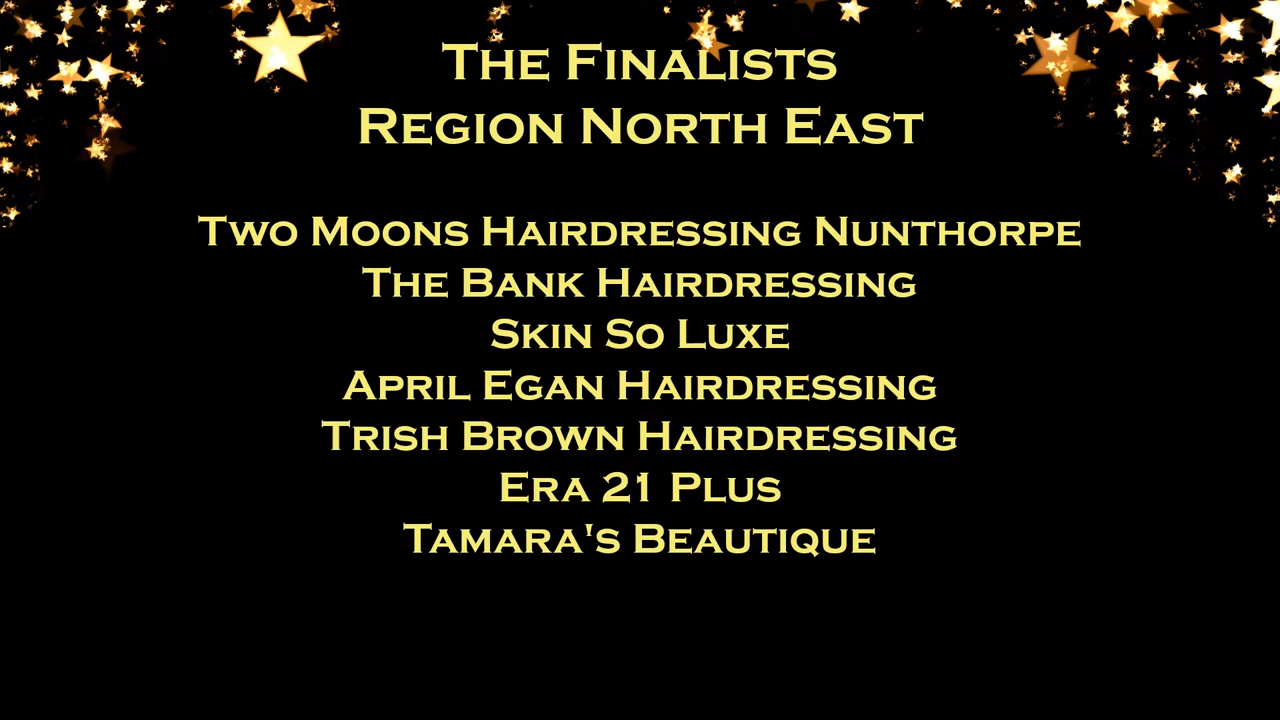 The Finalists
Region North East
Two Moons Hairdressing Nunthorpe
The Bank Hairdressing
Skin So Luxe
April Egan Hairdressing
Trish Brown Hairdressing
Era 21 Plus
Tamara's Beautique